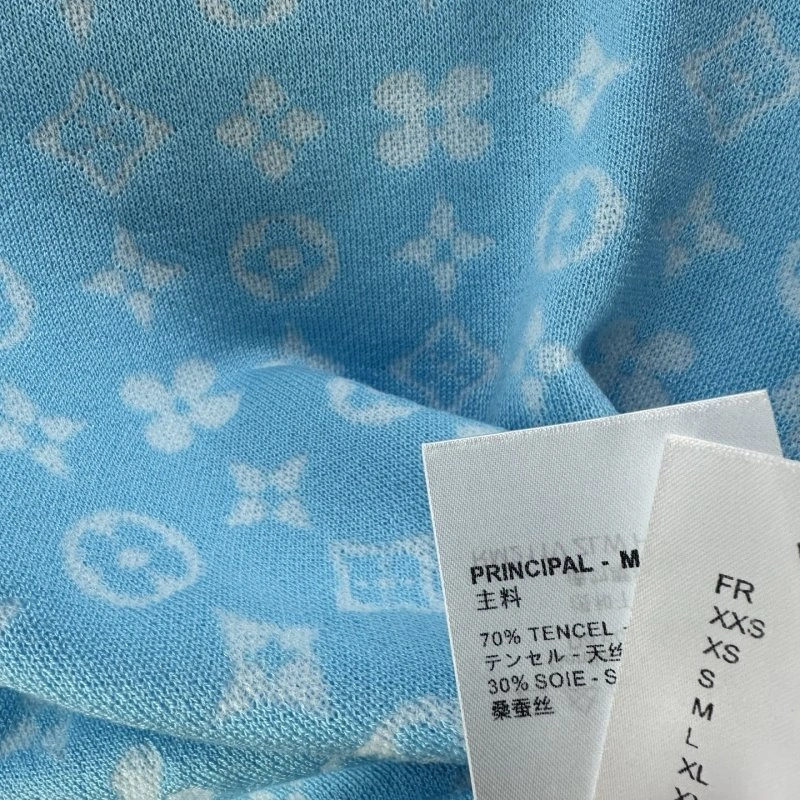 PRINCIPAL - M
主料
70% TENCEL -
テンセル - 天丝
30% SOIE - S
桑蚕丝
FR
XXS
XS
S
M
L
XL